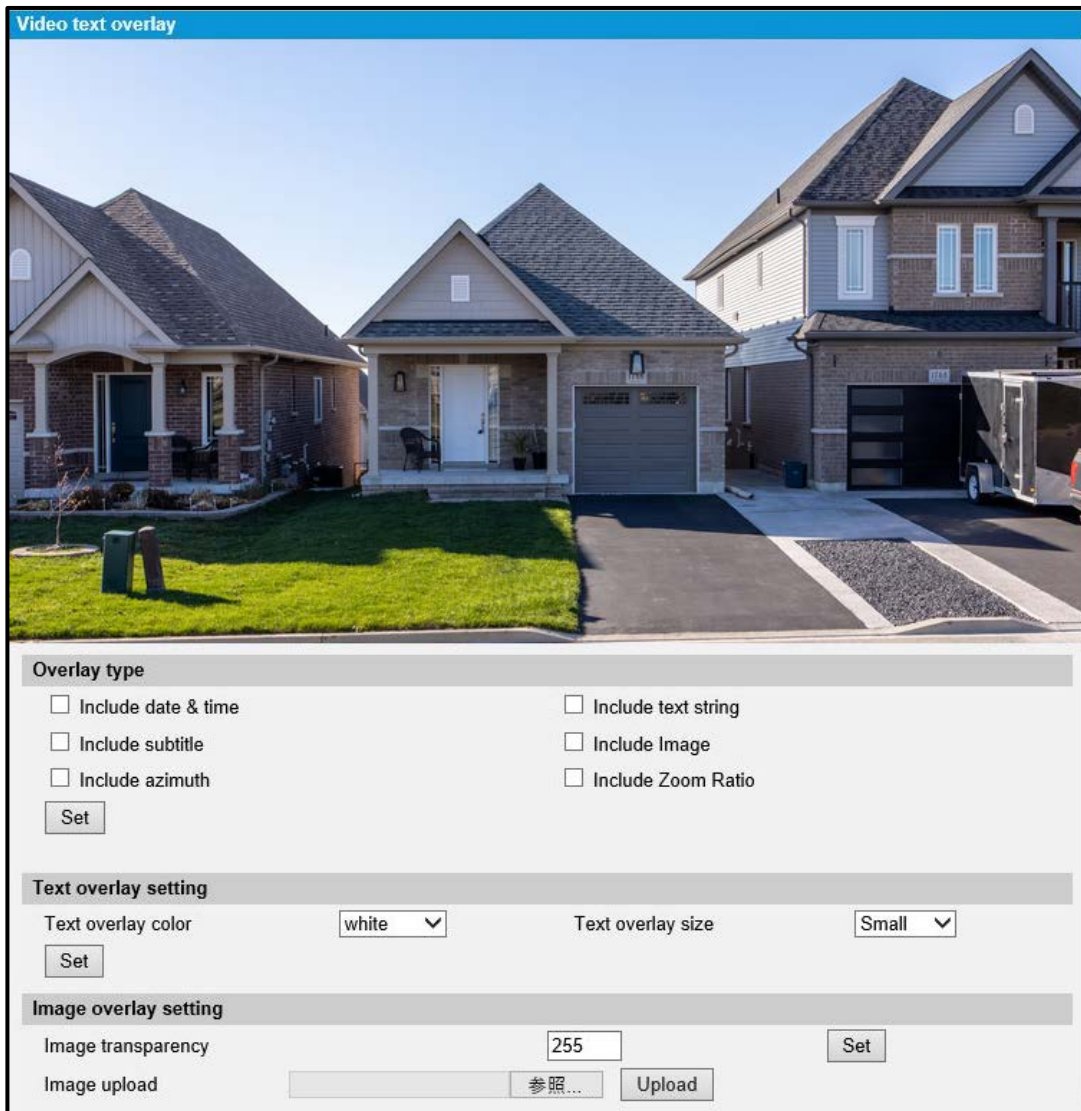 Video text overlay
Overlay type
Include date & time
Include text string
Include subtitle
Include Image
Include azimuth
Include Zoom Ratio
Set
Text overlay setting
Text overlay color white Text overlay size Small
Set
Image overlay setting
Image transparency 255 Set
Image upload 参照... Upload